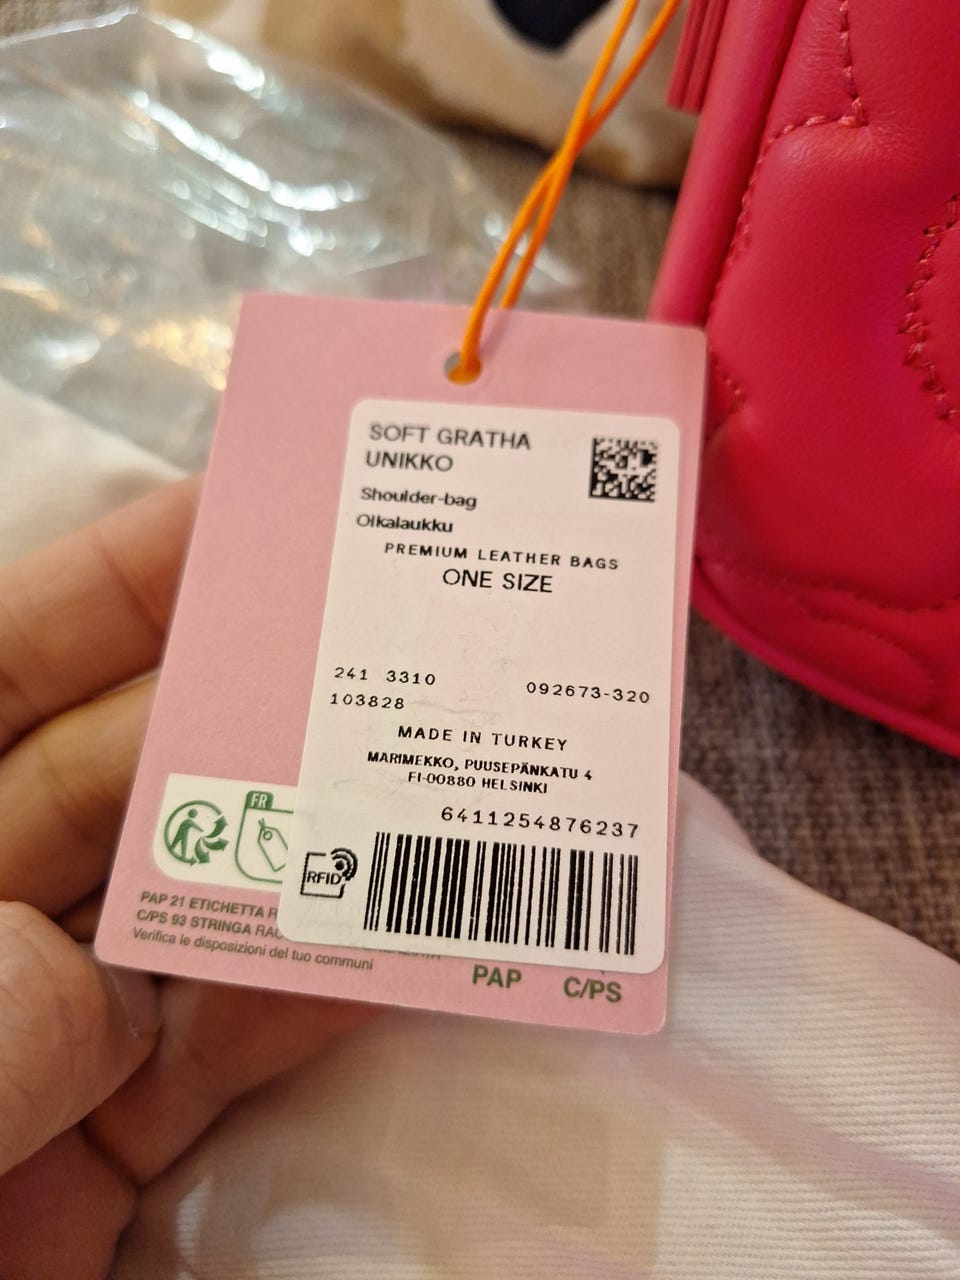 SOFT GRATHA
UNIKKO
Shoulder-bag
Olkalaukku
PREMIUM LEATHER BAGS
ONE SIZE
241 3310
092673-320
103828
MADE IN TURKEY
MARIMEKKO, PUUSEPÄNKATU 4
FI-00880 HELSINKI
6411254876237
RFID
FR
PAP 21 ETICHETTA
C/PS 93 STRINGA
Verifica le disposizioni del tuo communi
PAP
C/PS